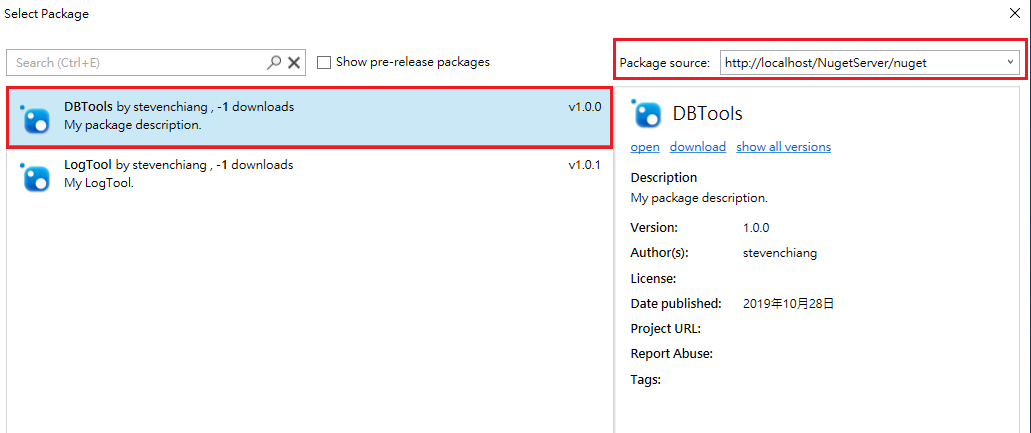 Select Package
Search (Ctrl+E)
Show pre-release packages
Package source: http://localhost/NugetServer/nuget
DBTools by stevenchiang , -1 downloads v1.0.0
My package description.
LogTool by stevenchiang , -1 downloads v1.0.1
My LogTool.
DBTools
open download show all versions
Description
My package description.
Version: 1.0.0
Author(s): stevenchiang
License:
Date published: 2019年10月28日
Project URL:
Report Abuse:
Tags: